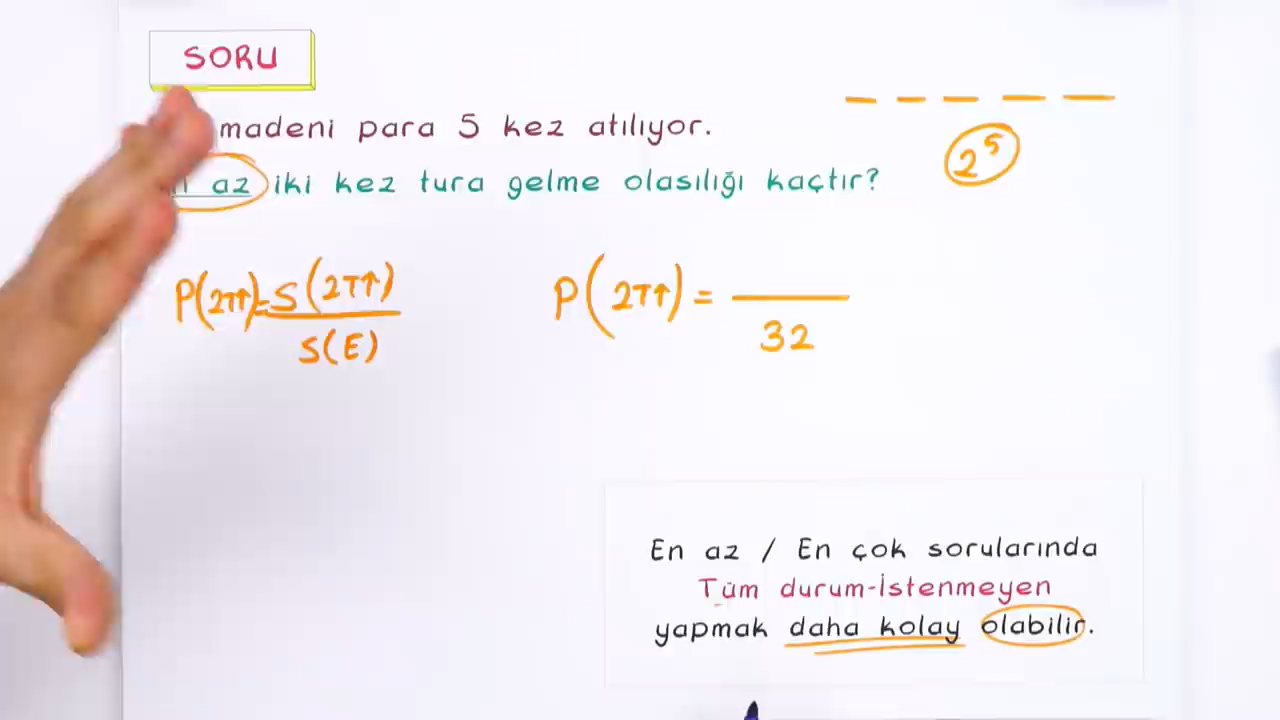 SORU
madeni para 5 kez atılıyor.
az iki kez tura gelme olasılığı kaçtır?
2⁵
P(2T↑)=S(2T↑)
S(E)
P(2T↑) =
32
En az / En çok sorularında
Tüm durum-İstenmeyen
yapmak daha kolay olabilir.